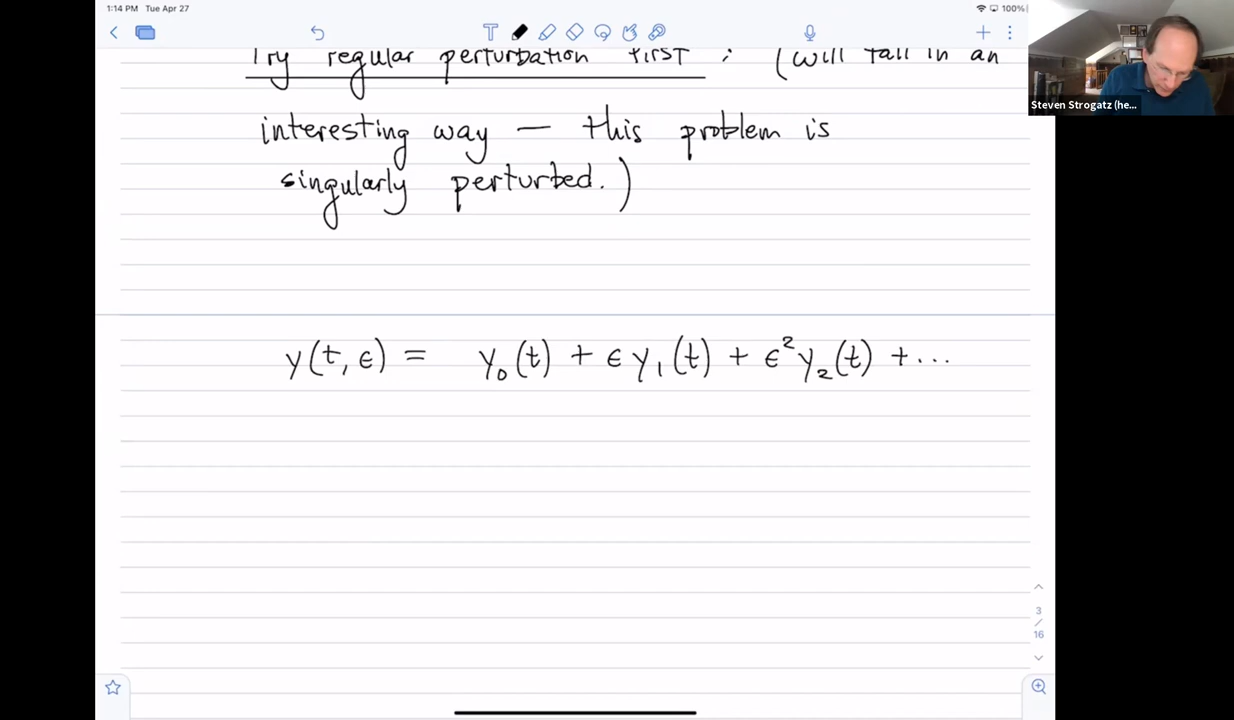 1:14 PM Tue Apr 27
100%
Try regular perturbation first : (will fail in an
Steven Strogatz (he...
interesting way — this problem is
singularly perturbed.)
y(t, ϵ) = y₀(t) + ϵ y₁(t) + ϵ² y₂(t) + ...
3
/
16